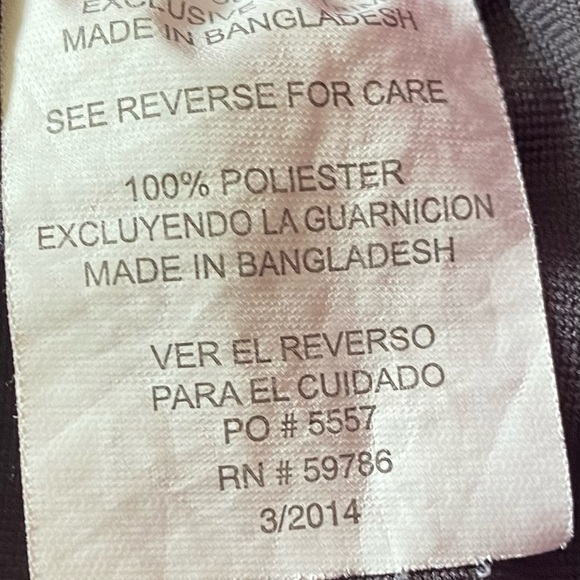 EXCLUSIVE
MADE IN BANGLADESH
SEE REVERSE FOR CARE
100% POLIESTER
EXCLUYENDO LA GUARNICION
MADE IN BANGLADESH
VER EL REVERSO
PARA EL CUIDADO
PO # 5557
RN # 59786
3/2014